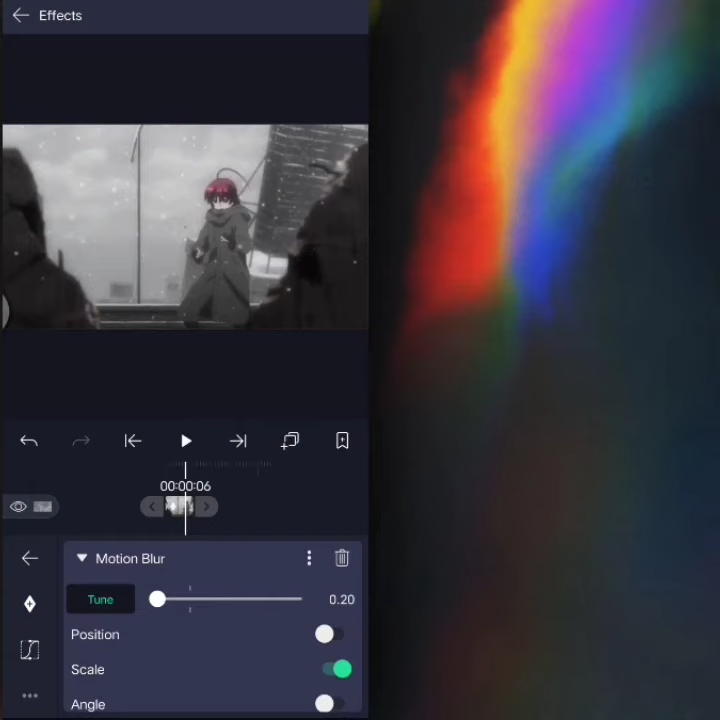 Effects
00:00:06
Motion Blur
Tune 0.20
Position
Scale
Angle